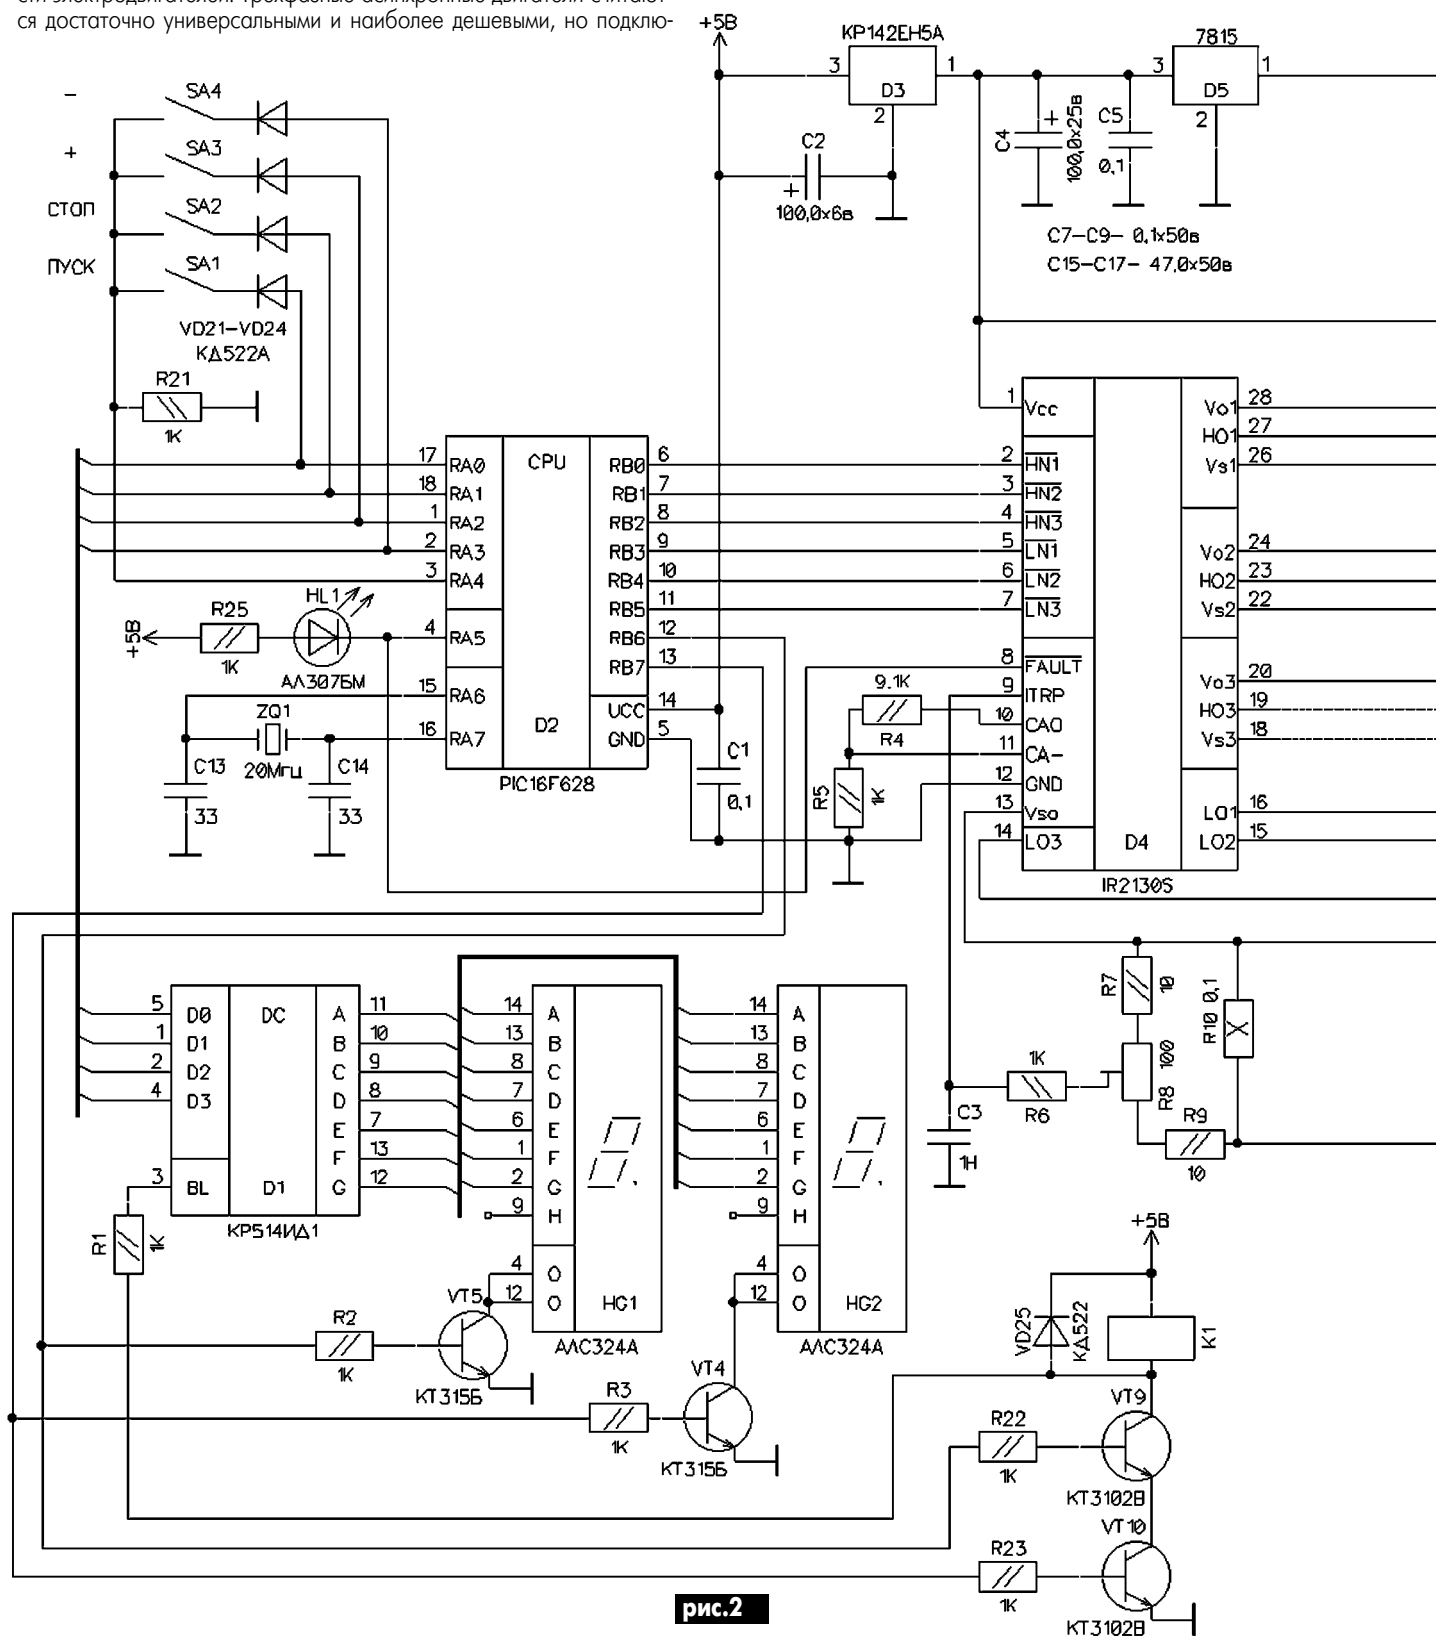 ся достаточно универсальными и наиболее дешевыми, но подклю-
+5В
КР142ЕН5А
7815
3
1
3
1
D3
D5
2
2
−
SA4
+
SA3
СТОП
SA2
ПУСК
SA1
VD21−VD24
КД522А
C2
+
100,0х6в
C4
+
100,0х25в
C5
0,1
C7−C9− 0,1х50в
C15−C17− 47,0х50в
R21
1К
17 RA0
18 RA1
1 RA2
2 RA3
3 RA4
4 RA5
15 RA6
16 RA7
CPU
D2
RB0 6
RB1 7
RB2 8
RB3 9
RB4 10
RB5 11
RB6 12
RB7 13
UCC 14
GND 5
PIC16F628
+5В
R25
1К
HL1
АЛ307БМ
ZQ1
20Мгц
C13
33
C14
33
C1
0,1
9.1К
R4
R5
1К
1 Vcc
2 HN1
3 HN2
4 HN3
5 LN1
6 LN2
7 LN3
8 FAULT
9 ITRP
10 CAO
11 CA−
12 GND
13 Vso
14 LO3
D4
IR2130S
Vo1 28
HO1 27
Vs1 26
Vo2 24
HO2 23
Vs2 22
Vo3 20
HO3 19
Vs3 18
LO1 16
LO2 15
5 D0
1 D1
2 D2
4 D3
3 BL
DC
D1
A 11
B 10
C 9
D 8
E 7
F 13
G 12
КР514ИД1
R1
1К
14 A
13 B
8 C
7 D
6 E
1 F
2 G
9 H
4 O
12 O
HG1
АЛС324А
14 A
13 B
8 C
7 D
6 E
1 F
2 G
9 H
4 O
12 O
HG2
АЛС324А
R7
10
R10 0,1
1К
R6
R8 100
C3
1Н
R9
10
R2
1К
VT5
КТ315Б
R3
1К
VT4
КТ315Б
+5В
VD25
КД522
К1
VT9
R22
1К
КТ3102В
VT10
R23
1К
КТ3102В
рис.2